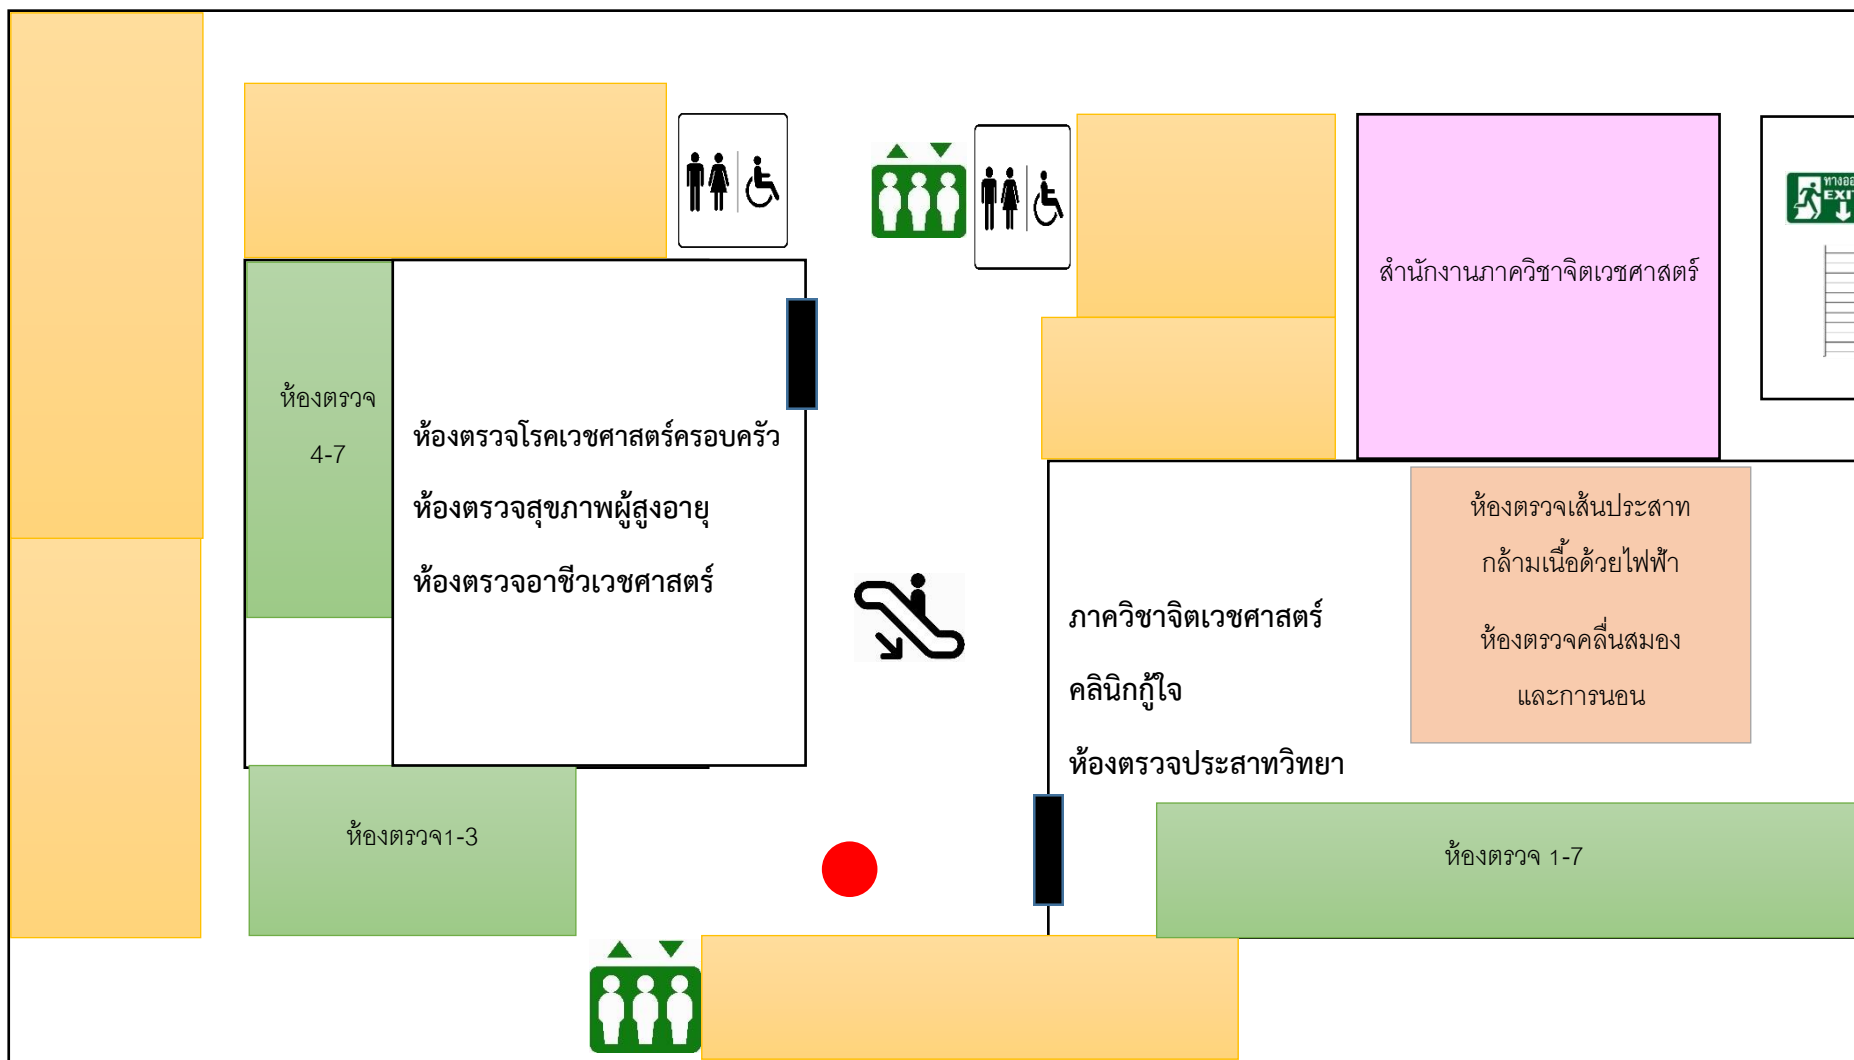 ห้องตรวจ
4-7
ห้องตรวจโรคเวชศาสตร์ครอบครัว
ห้องตรวจสุขภาพผู้สูงอายุ
ห้องตรวจอาชีวเวชศาสตร์
ห้องตรวจ1-3
สำนักงานภาควิชาจิตเวชศาสตร์
EXIT
ห้องตรวจเส้นประสาท
กล้ามเนื้อด้วยไฟฟ้า
ห้องตรวจคลื่นสมอง
และการนอน
ภาควิชาจิตเวชศาสตร์
คลินิกกู้ใจ
ห้องตรวจประสาทวิทยา
ห้องตรวจ 1-7